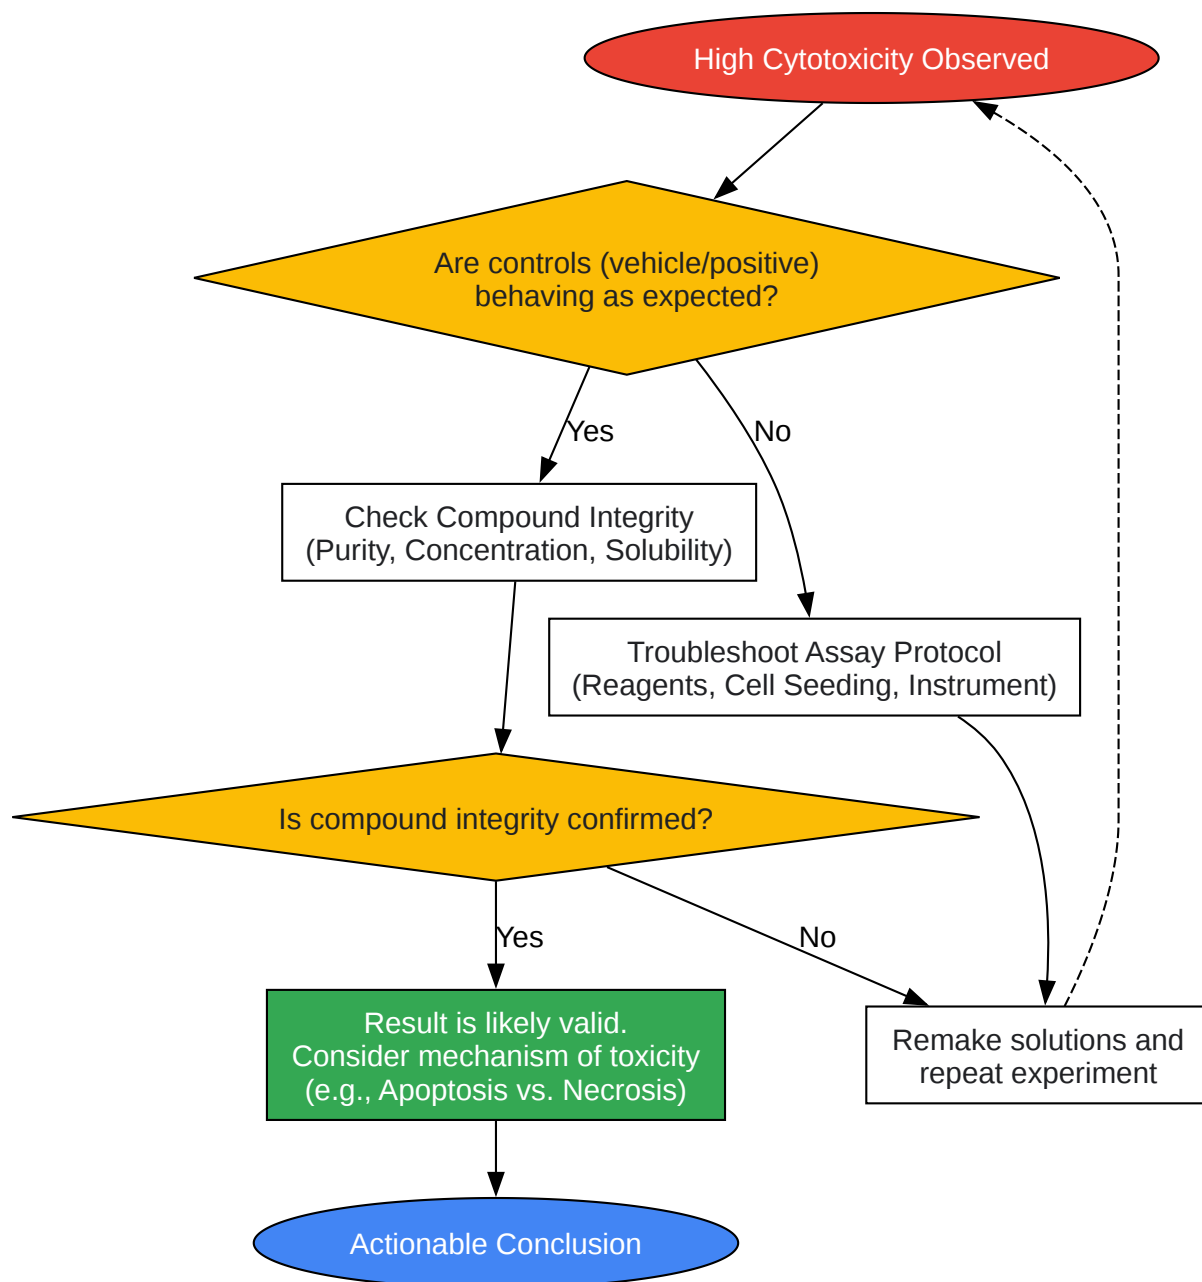 High Cytotoxicity Observed
Are controls (vehicle/positive)
behaving as expected?
Yes
No
Check Compound Integrity
(Purity, Concentration, Solubility)
Troubleshoot Assay Protocol
(Reagents, Cell Seeding, Instrument)
Is compound integrity confirmed?
Yes
No
Result is likely valid.
Consider mechanism of toxicity
(e.g., Apoptosis vs. Necrosis)
Remake solutions and
repeat experiment
Actionable Conclusion